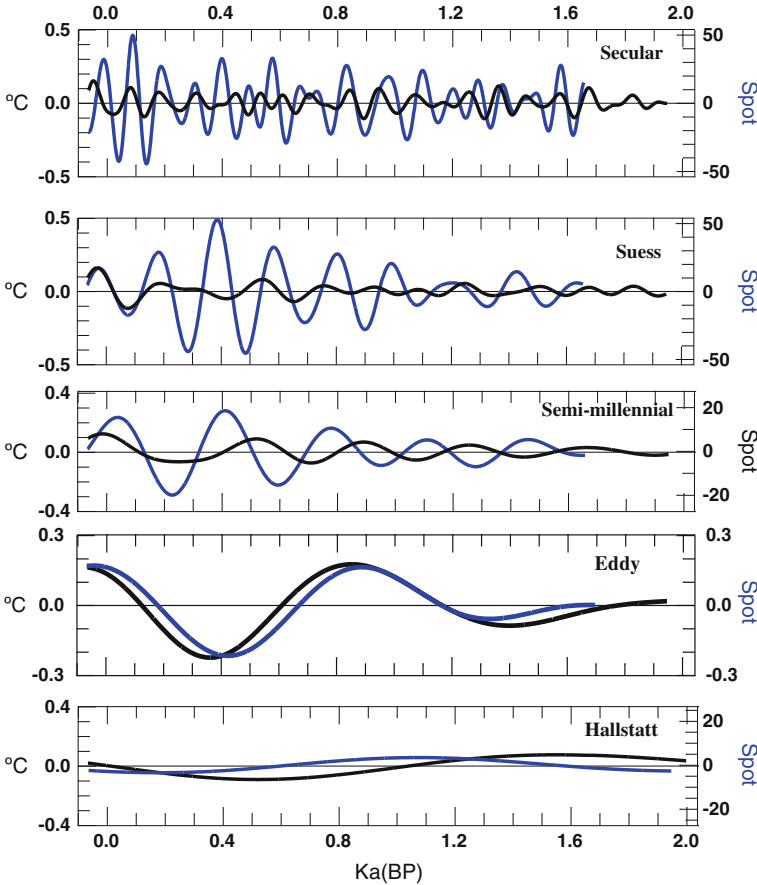 0.0 0.4 0.8 1.2 1.6 2.0
0.5 Secular 50
°C 0.0 0 Spot
-0.5 -50
0.5 Suess 50
°C 0.0 0 Spot
-0.5 -50
0.4 Semi-millennial 20
°C 0.0 0 Spot
-0.4 -20
0.3 Eddy 0.3
°C 0.0 0.0 Spot
-0.3 -0.3
0.4 Hallstatt 20
°C 0.0 0 Spot
-0.4 -20
0.0 0.4 0.8 1.2 1.6 2.0
Ka(BP)